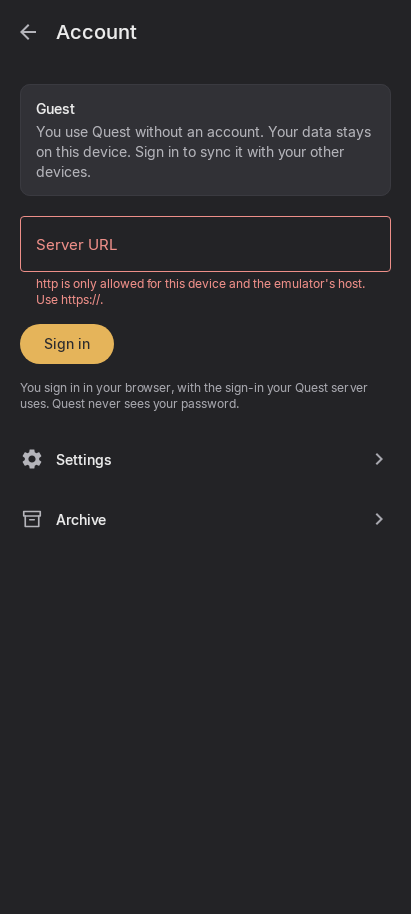 Account
Guest
You use Quest without an account. Your data stays
on this device. Sign in to sync it with your other
devices.
Server URL
http is only allowed for this device and the emulator's host.
Use https://.
Sign in
You sign in in your browser, with the sign-in your Quest server
uses. Quest never sees your password.
Settings
Archive